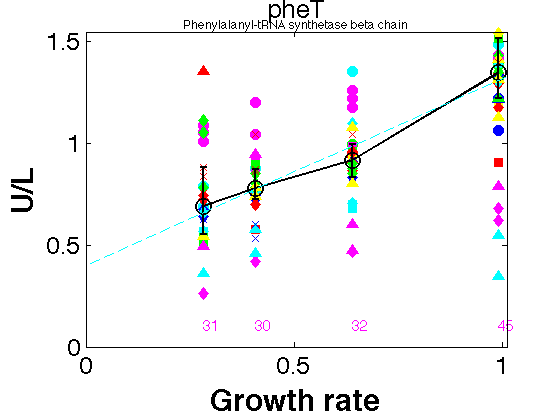 pheT
Phenylalanyl-tRNA synthetase beta chain
1.5
1
0.5
0
U/L
31
30
32
45
0
0.5
1
Growth rate